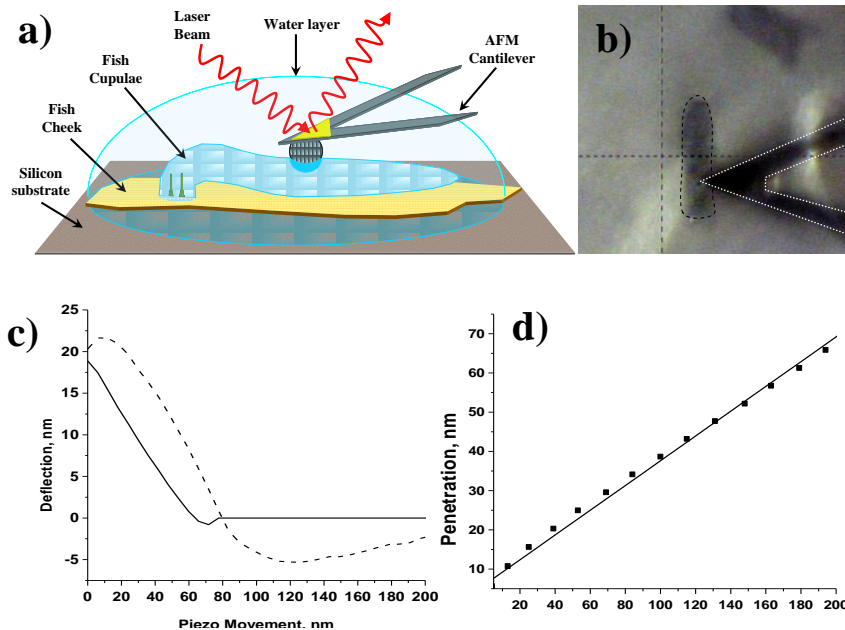 a)
Laser
Beam
Water layer
AFM
Cantilever
Fish
Cupulae
Fish
Cheek
Silicon
substrate
b)
c)
25
20
15
10
5
0
-5
Deflection, nm
0 20 40 60 80 100 120 140 160 180 200
Piezo Movement, nm
d)
70
60
50
40
30
20
10
Penetration, nm
20 40 60 80 100 120 140 160 180 200